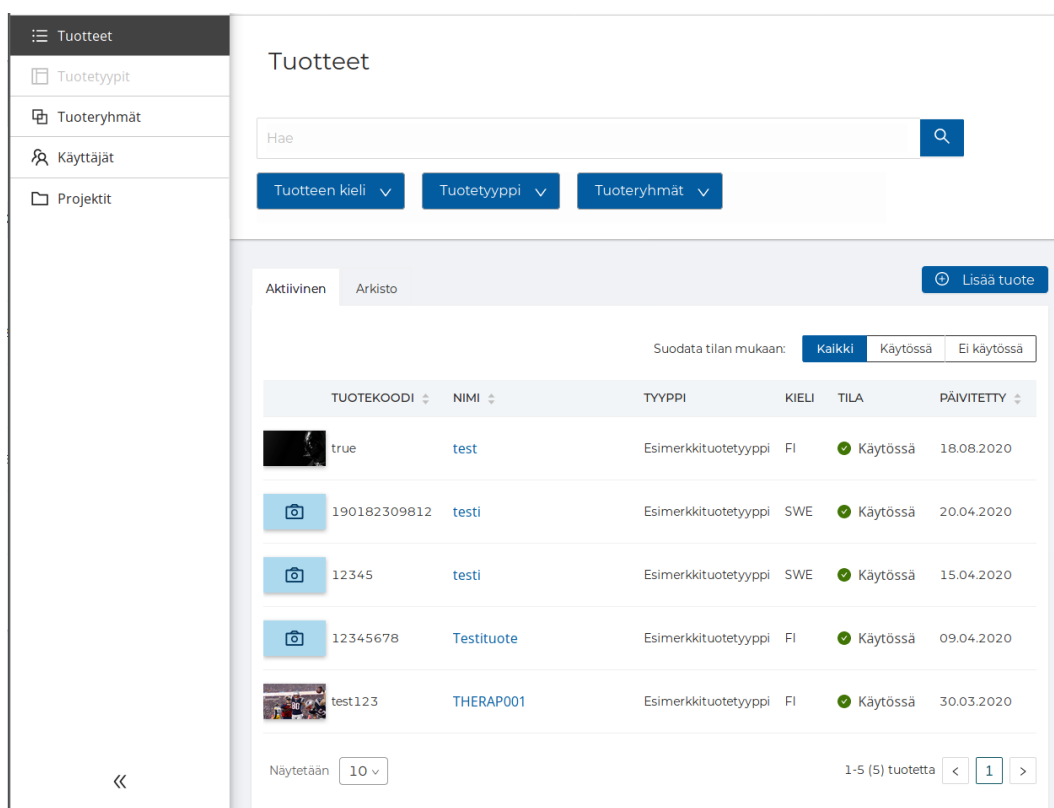 Tuotteet
Tuotetyypit
Tuoteryhmät
Käyttäjät
Projektit
Tuotteet
Hae
Tuotteen kieli Tuotetyyppi Tuoteryhmät
Aktiivinen Arkisto Lisää tuote
Suodata tilan mukaan: Kaikki Käytössä Ei käytössä
TUOTEKOODI NIMI TYYPPI KIELI TILA PÄIVITETTY
true test Esimerkkituotetyyppi FI Käytössä 18.08.2020
190182309812 testi Esimerkkituotetyyppi SWE Käytössä 20.04.2020
12345 testi Esimerkkituotetyyppi SWE Käytössä 15.04.2020
12345678 Testituote Esimerkkituotetyyppi FI Käytössä 09.04.2020
test123 THERAP001 Esimerkkituotetyyppi FI Käytössä 30.03.2020
Näytetään 10 1-5 (5) tuotetta < 1 >